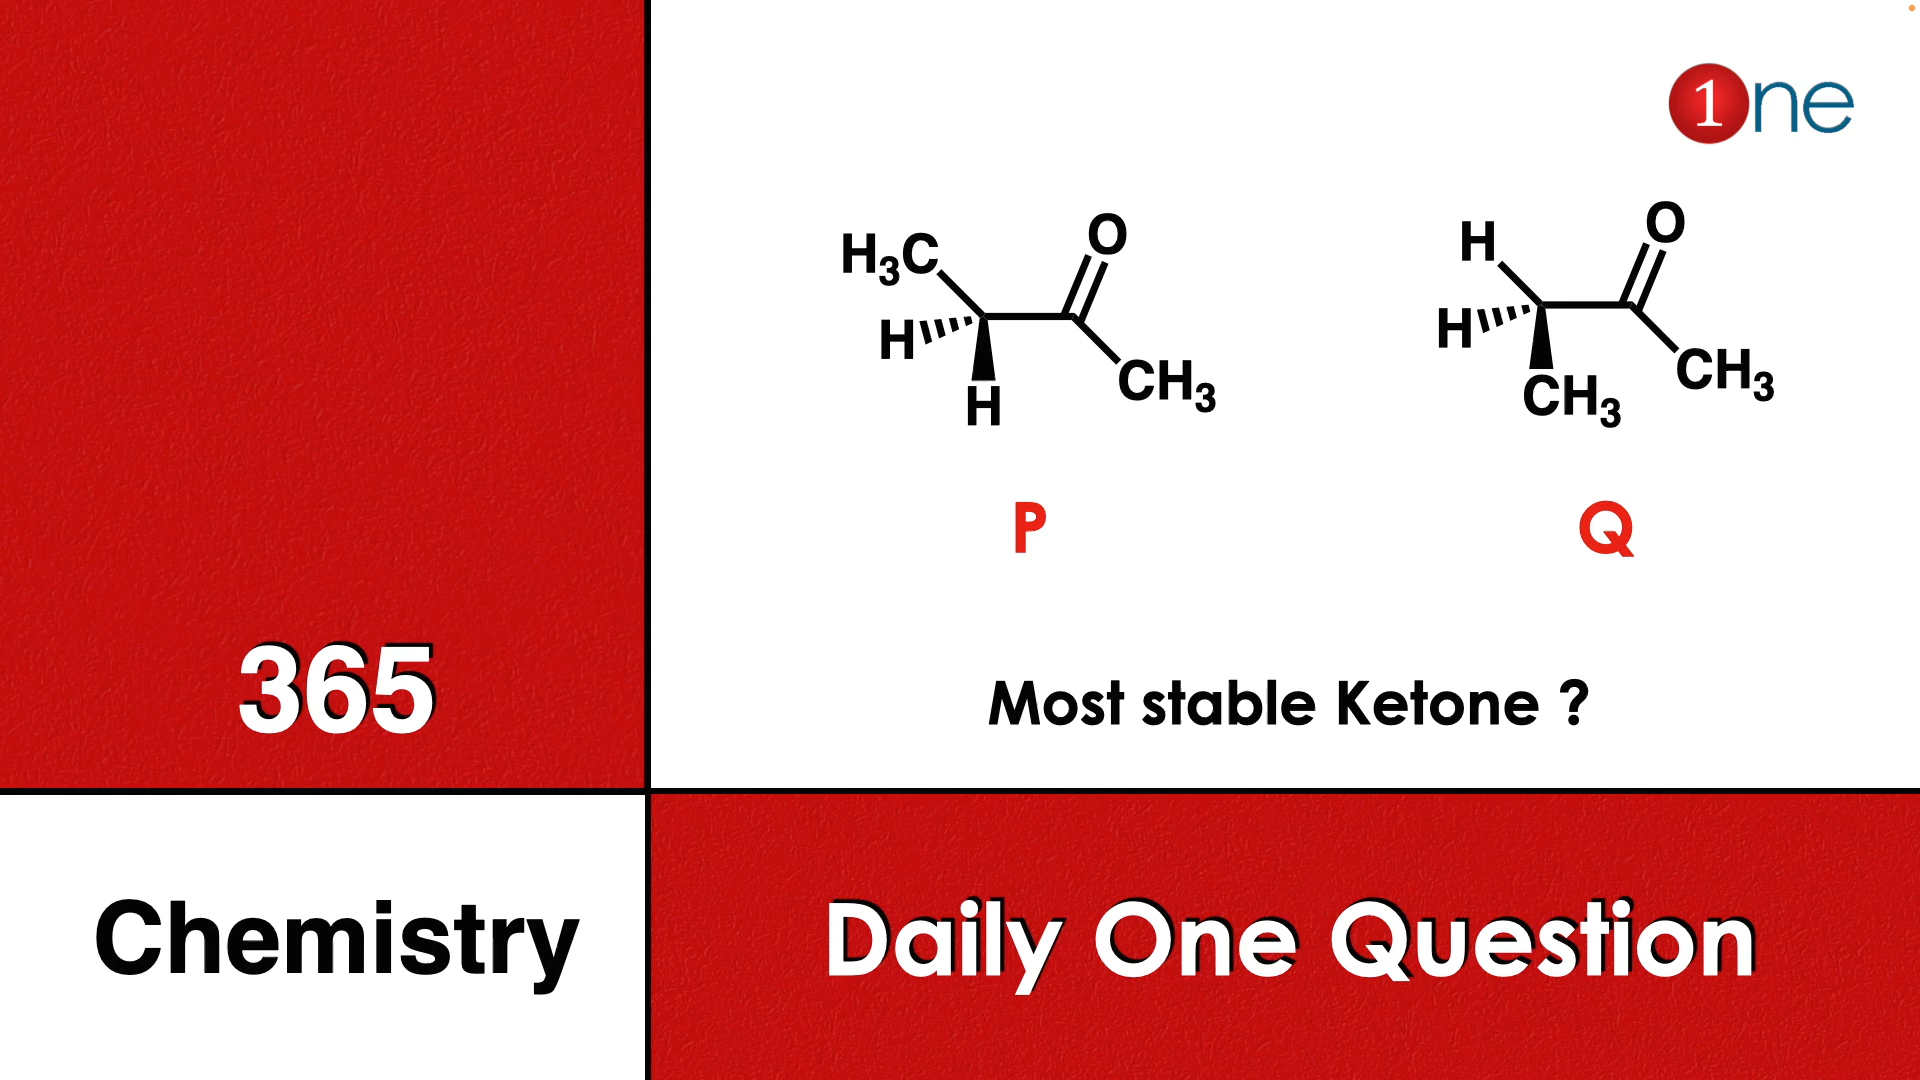 1ne
H₃C
O
H
H
CH₃
P
H
O
H
CH₃
CH₃
Q
Most stable Ketone ?
365
Chemistry
Daily One Question